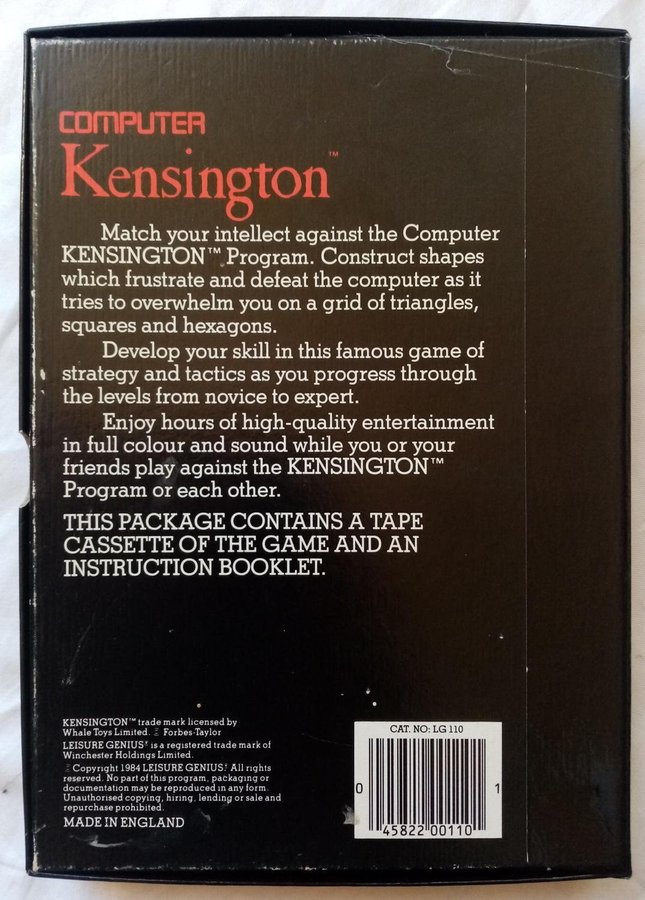 COMPUTER
Kensington™
Match your intellect against the Computer
KENSINGTON™ Program. Construct shapes
which frustrate and defeat the computer as it
tries to overwhelm you on a grid of triangles,
squares and hexagons.
Develop your skill in this famous game of
strategy and tactics as you progress through
the levels from novice to expert.
Enjoy hours of high-quality entertainment
in full colour and sound while you or your
friends play against the KENSINGTON™
Program or each other.
THIS PACKAGE CONTAINS A TAPE
CASSETTE OF THE GAME AND AN
INSTRUCTION BOOKLET.
KENSINGTON™ trade mark licensed by
Whale Toys Limited. © Forbes-Taylor
LEISURE GENIUS® is a registered trade mark of
Winchester Holdings Limited.
© Copyright 1984 LEISURE GENIUS®. All rights
reserved. No part of this program, packaging or
documentation may be reproduced in any form.
Unauthorised copying, hiring, lending or sale and
repurchase prohibited.
MADE IN ENGLAND
CAT. NO: LG 110
0 45822 00110 1